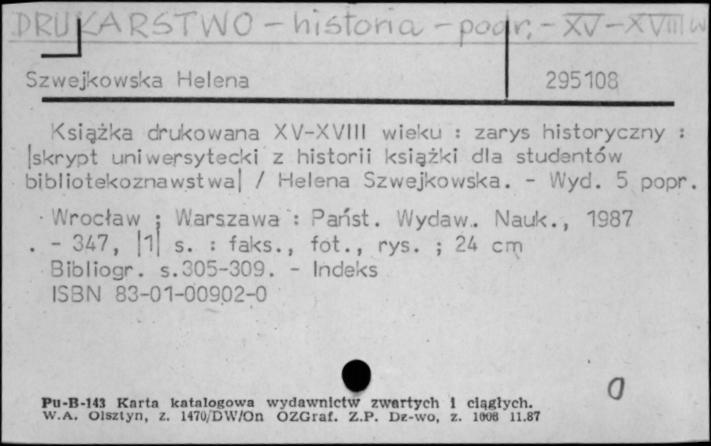 DRUKARSTWO - historia - podr. - XV-XVIII w
Szwejkowska Helena 295108
Książka drukowana XV-XVIII wieku : zarys historyczny :
|skrypt uniwersytecki z historii książki dla studentów
bibliotekoznawstwa| / Helena Szwejkowska. - Wyd. 5 popr.
Wrocław ; Warszawa : Państ. Wydaw. Nauk., 1987
. - 347, |1| s. : faks., fot., rys. ; 24 cm
Bibliogr. s.305-309. - Indeks
ISBN 83-01-00902-0
0
Pu-B-143 Karta katalogowa wydawnictw zwartych i ciągłych.
W.A. Olsztyn, z. 1470/DW/On OZGraf. Z.P. Dz-wo, z. 1008 11.87